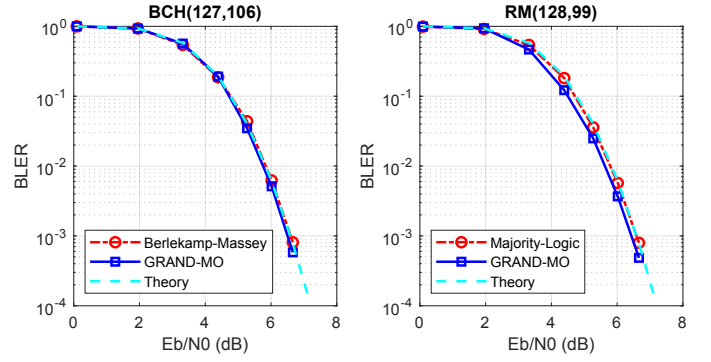 BCH(127,106)
10^0
10^-1
10^-2
10^-3
10^-4
BLER
Berlekamp-Massey
GRAND-MO
Theory
0 2 4 6 8
Eb/N0 (dB)
RM(128,99)
10^0
10^-1
10^-2
10^-3
10^-4
BLER
Majority-Logic
GRAND-MO
Theory
0 2 4 6 8
Eb/N0 (dB)